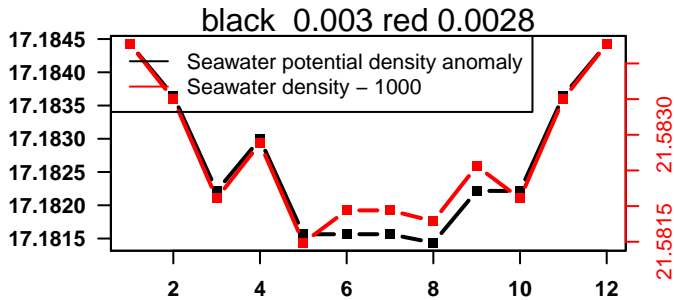 black 0.003 red 0.0028
17.1845
17.1840
17.1835
17.1830
17.1825
17.1820
17.1815
Seawater potential density anomaly
Seawater density − 1000
21.5830
21.5815
2 4 6 8 10 12